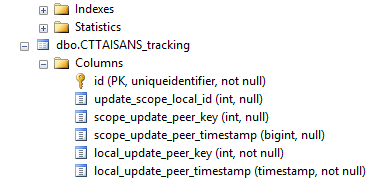 Indexes
Statistics
dbo.CTTAISANS_tracking
Columns
id (PK, uniqueidentifier, not null)
update_scope_local_id (int, null)
scope_update_peer_key (int, null)
scope_update_peer_timestamp (bigint, null)
local_update_peer_key (int, not null)
local_update_peer_timestamp (timestamp, not null)